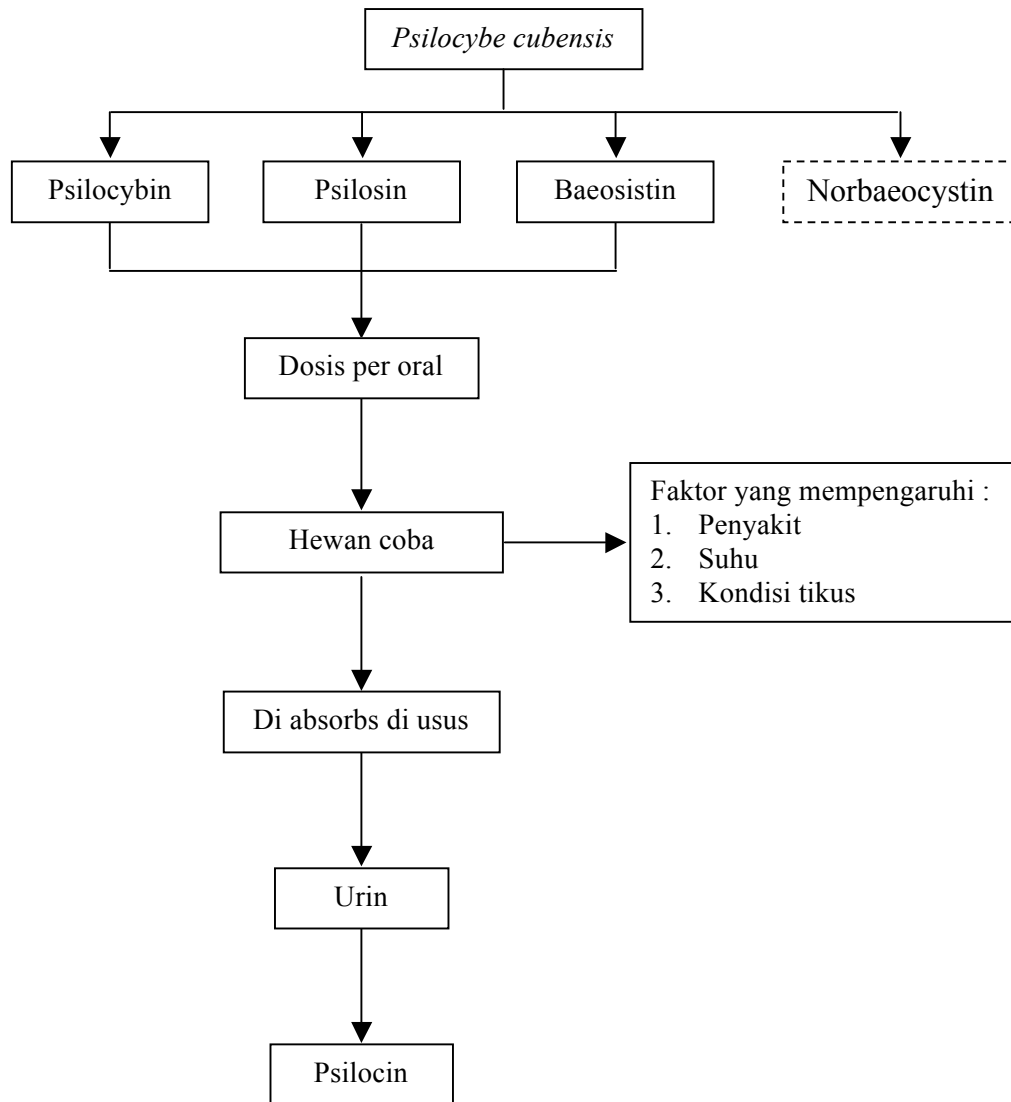 Psilocybe cubensis
Psilocybin
Psilosin
Baeosistin
Norbaeocystin
Dosis per oral
Hewan coba
Faktor yang mempengaruhi :
1. Penyakit
2. Suhu
3. Kondisi tikus
Di absorbs di usus
Urin
Psilocin